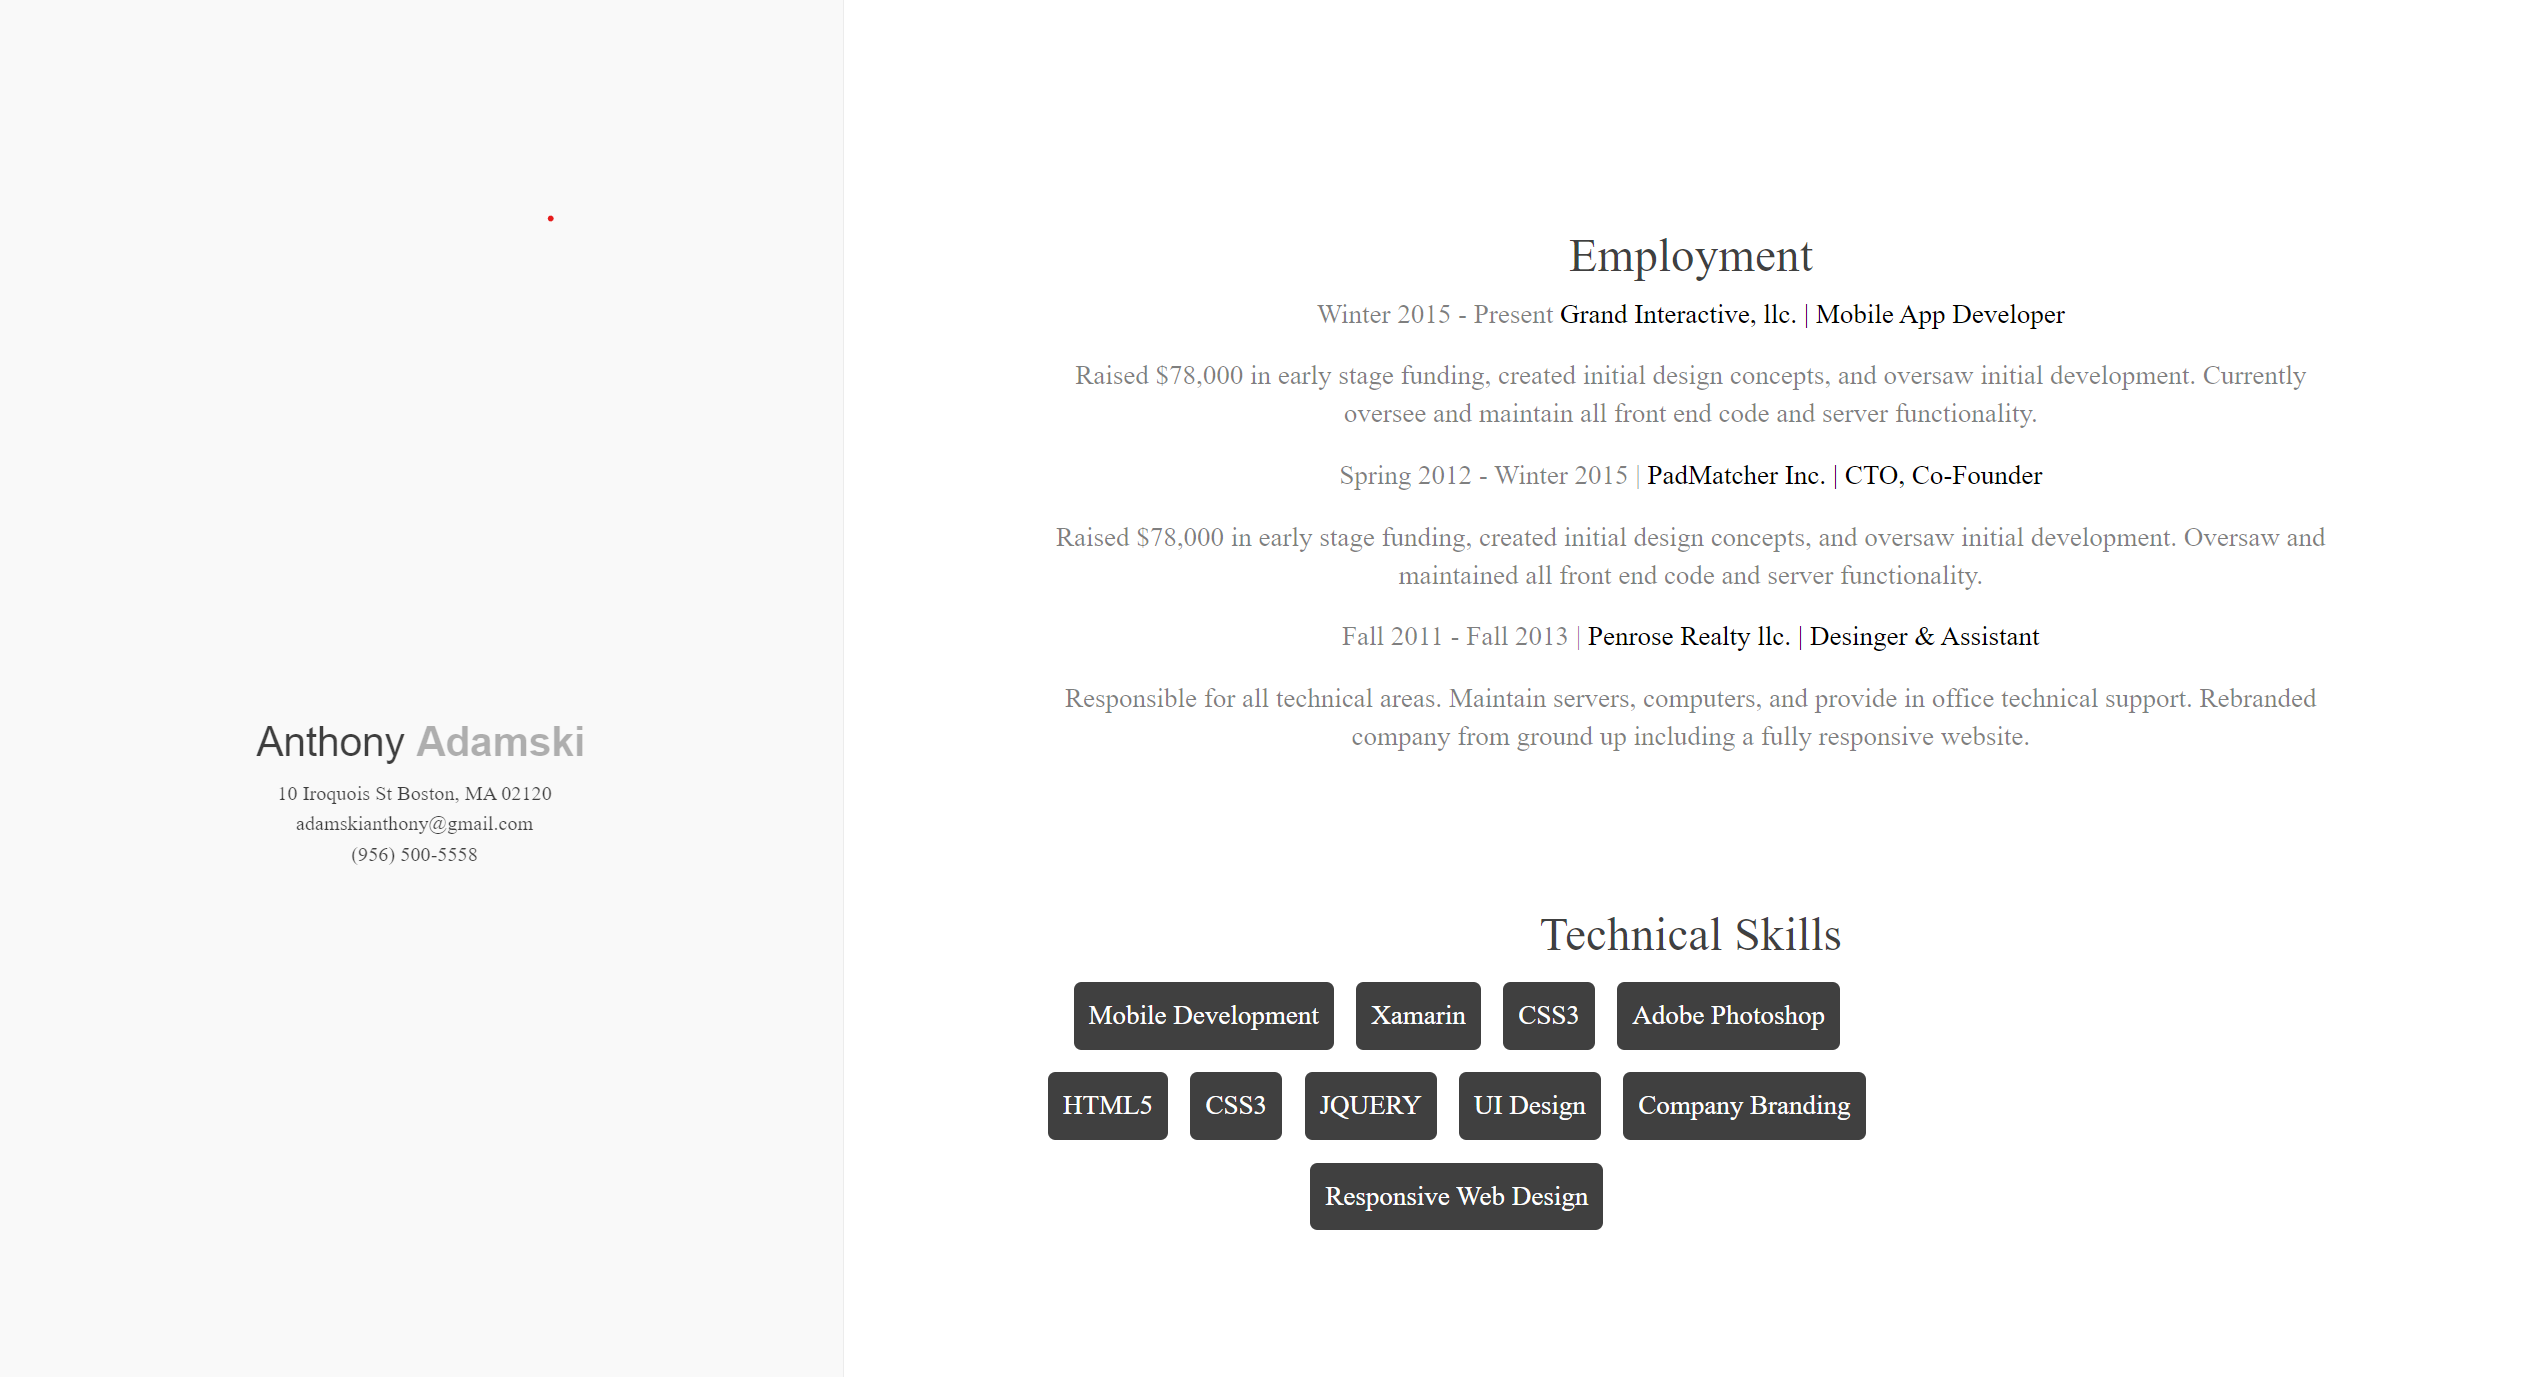 Anthony Adamski
10 Iroquois St Boston, MA 02120
adamskianthony@gmail.com
(956) 500-5558
Employment
Winter 2015 - Present Grand Interactive, llc. | Mobile App Developer
Raised $78,000 in early stage funding, created initial design concepts, and oversaw initial development. Currently
oversee and maintain all front end code and server functionality.
Spring 2012 - Winter 2015 | PadMatcher Inc. | CTO, Co-Founder
Raised $78,000 in early stage funding, created initial design concepts, and oversaw initial development. Oversaw and
maintained all front end code and server functionality.
Fall 2011 - Fall 2013 | Penrose Realty llc. | Desinger & Assistant
Responsible for all technical areas. Maintain servers, computers, and provide in office technical support. Rebranded
company from ground up including a fully responsive website.
Technical Skills
Mobile Development Xamarin CSS3 Adobe Photoshop
HTML5 CSS3 JQUERY UI Design Company Branding
Responsive Web Design